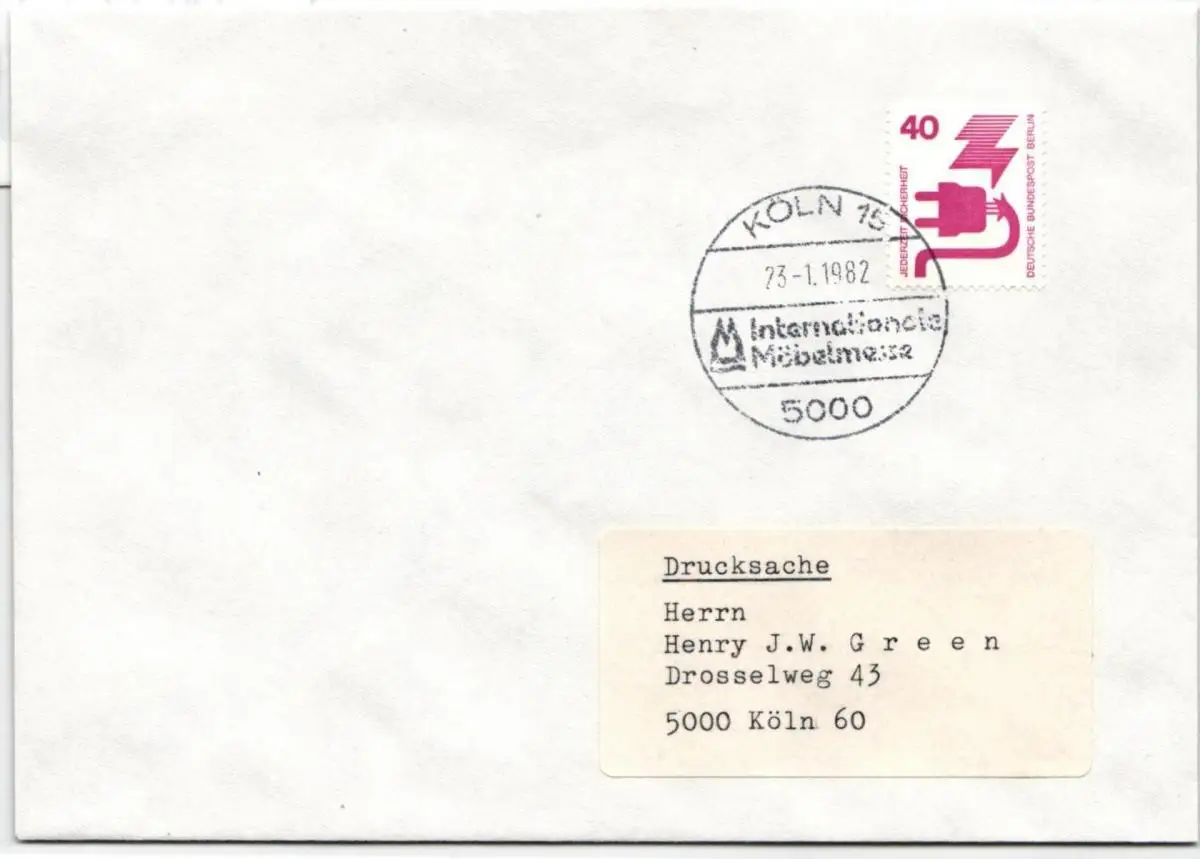 40
JEDERZEIT SICHERHEIT
DEUTSCHE BUNDESPOST BERLIN
KÖLN 15
23-1.1982
Internationale
Möbelmesse
5000
Drucksache
Herrn
Henry J.W. G r e e n
Drosselweg 43
5000 Köln 60